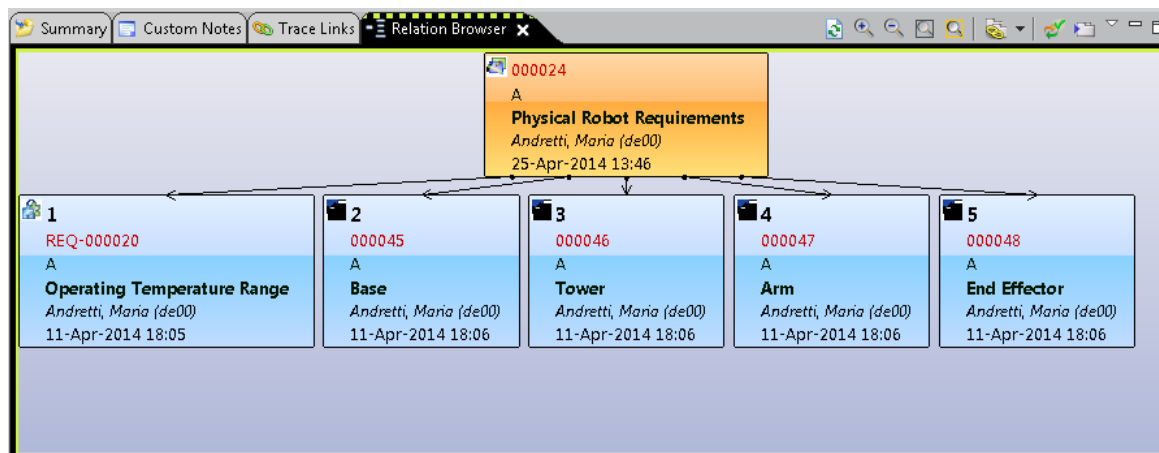 Summary Custom Notes Trace Links Relation Browser
000024
A
Physical Robot Requirements
Andretti, Maria (de00)
25-Apr-2014 13:46
1
REQ-000020
A
Operating Temperature Range
Andretti, Maria (de00)
11-Apr-2014 18:05
2
000045
A
Base
Andretti, Maria (de00)
11-Apr-2014 18:06
3
000046
A
Tower
Andretti, Maria (de00)
11-Apr-2014 18:06
4
000047
A
Arm
Andretti, Maria (de00)
11-Apr-2014 18:06
5
000048
A
End Effector
Andretti, Maria (de00)
11-Apr-2014 18:06